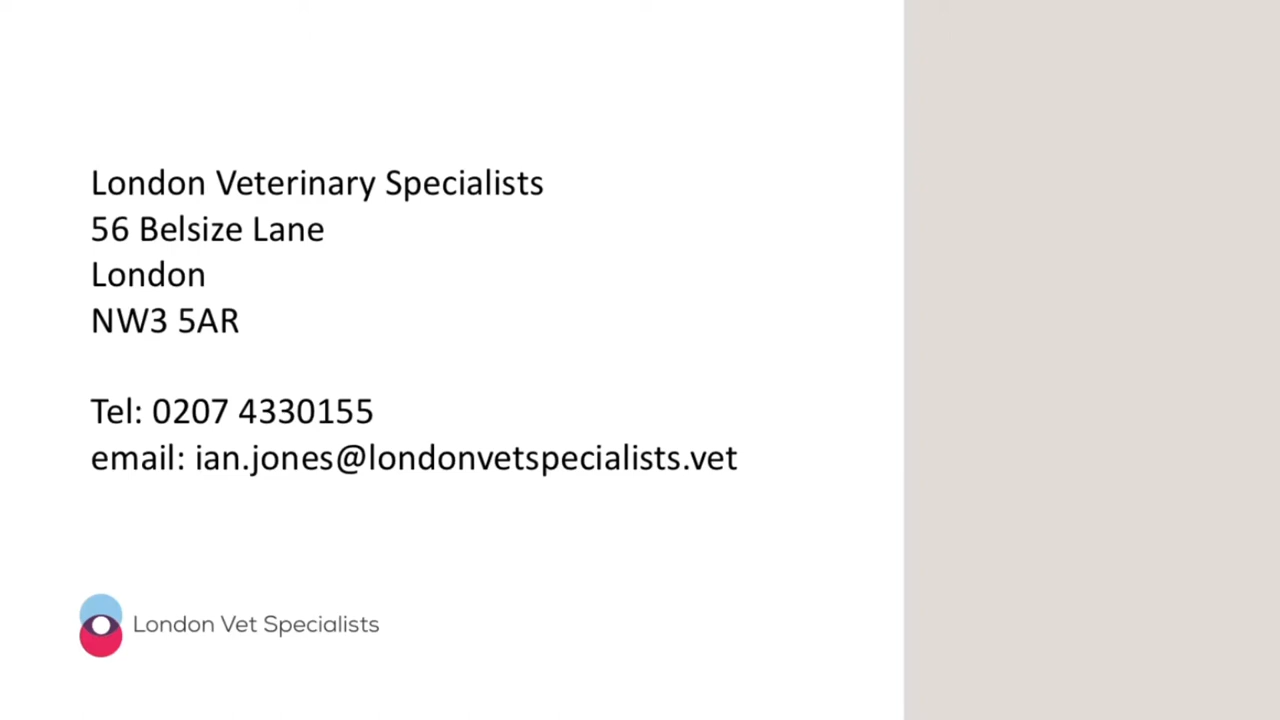 London Veterinary Specialists
56 Belsize Lane
London
NW3 5AR
Tel: 0207 4330155
email: ian.jones@londonvetspecialists.vet
London Vet Specialists